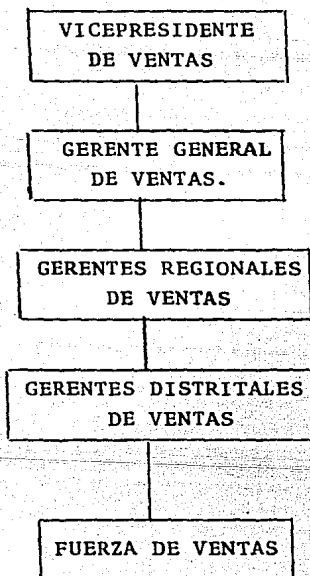 VICEPRESIDENTE
DE VENTAS
GERENTE GENERAL
DE VENTAS.
GERENTES REGIONALES
DE VENTAS
GERENTES DISTRITALES
DE VENTAS
FUERZA DE VENTAS